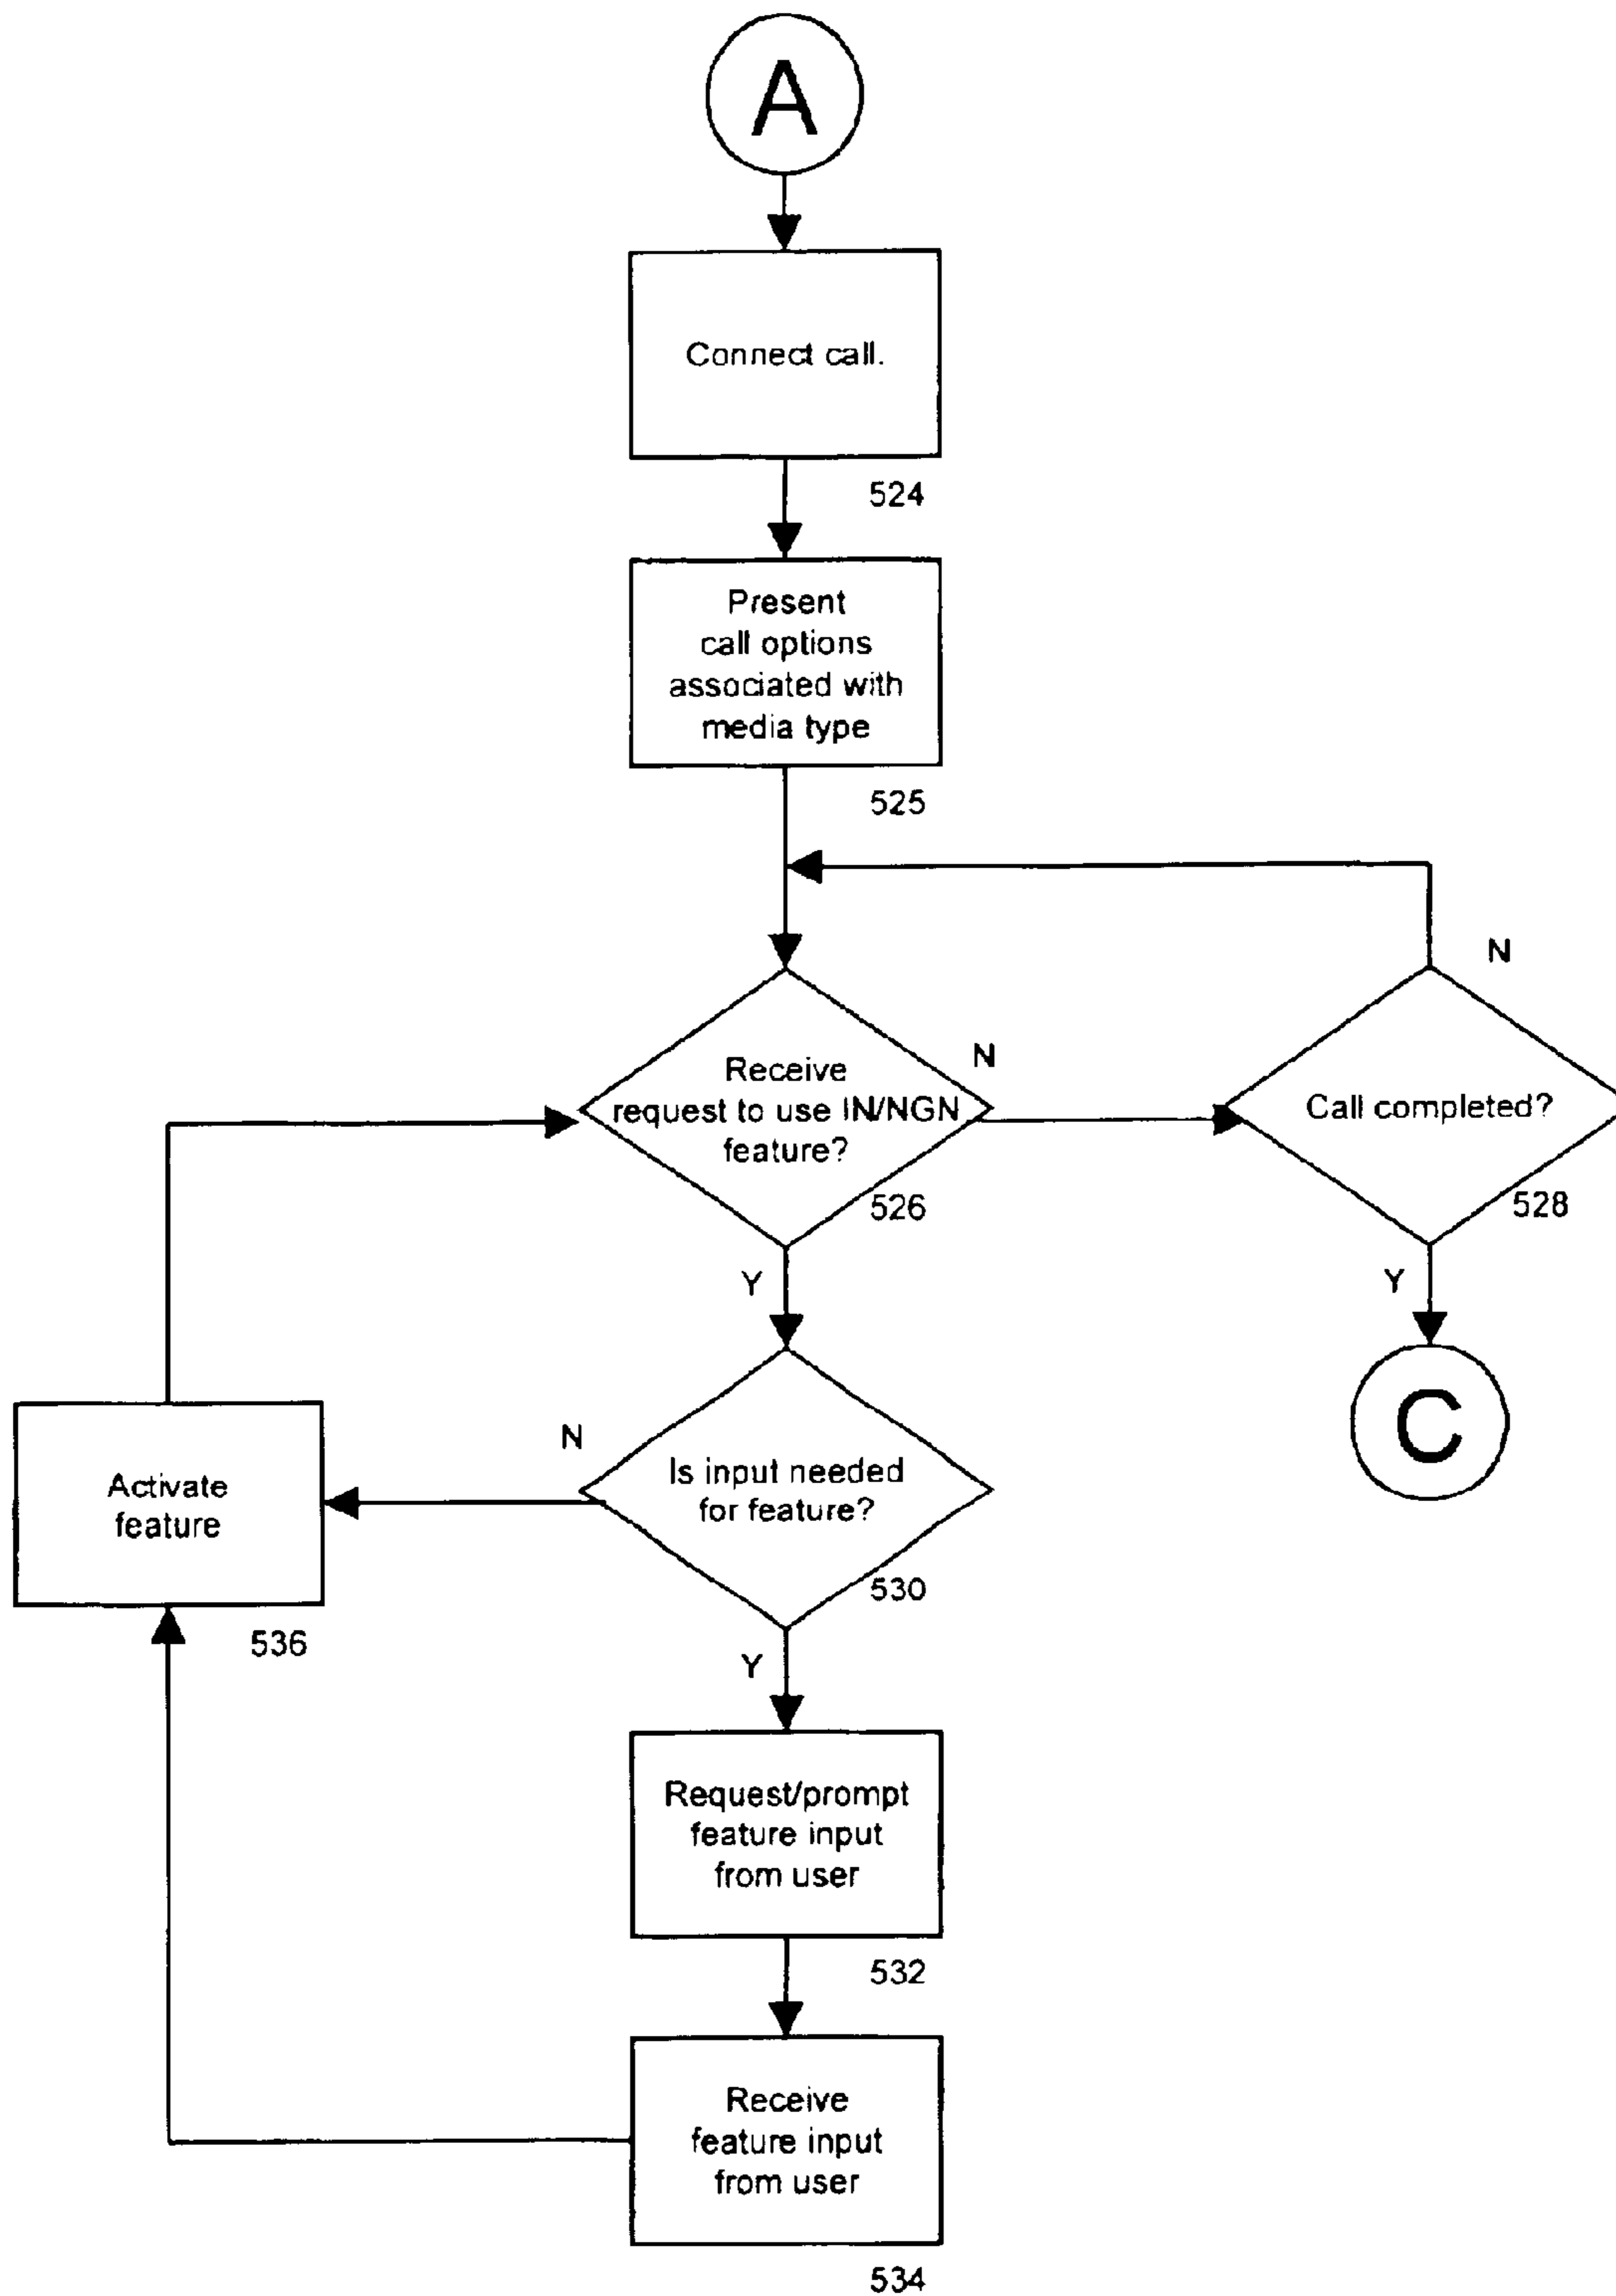 A
Connect call.
524
Present
call options
associated with
media type
525
N
Receive
request to use IN/NGN
feature?
526
N
Call completed?
528
Y
Y
C
N
Is input needed
for feature?
530
Activate
feature
536
Y
Request/prompt
feature input
from user
532
Receive
feature input
from user
534